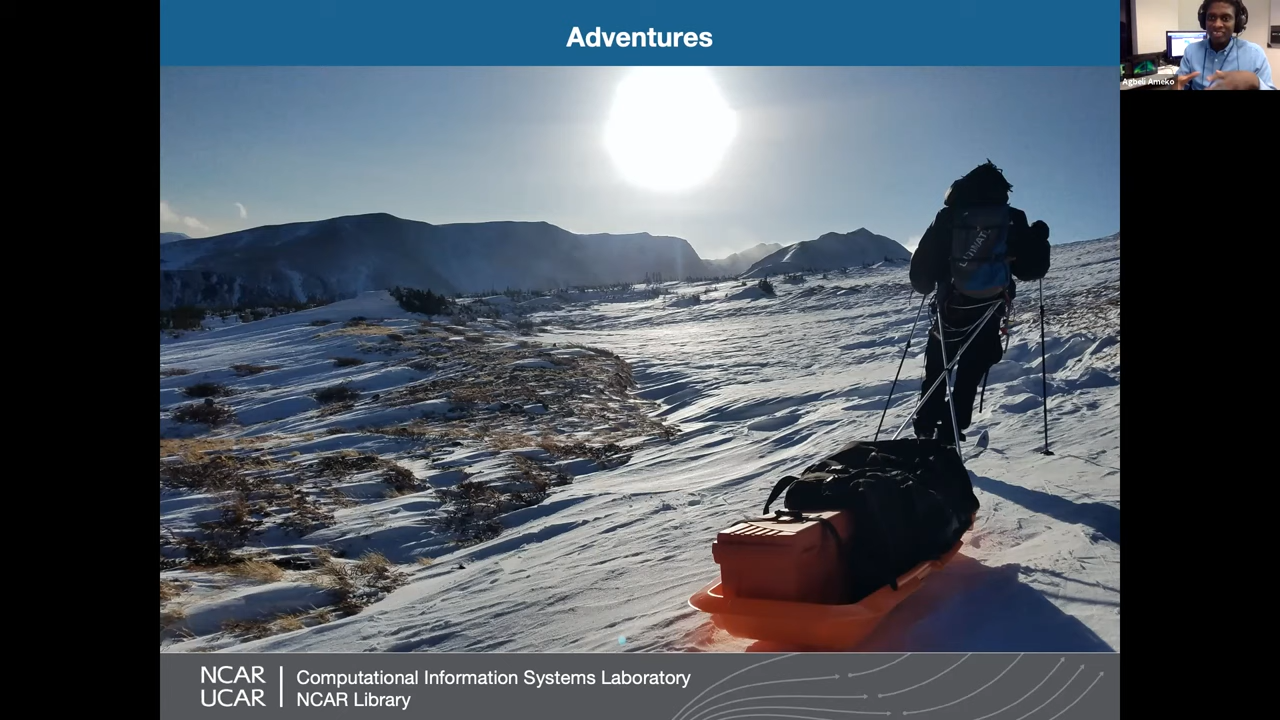 Adventures
Agbeli Ameko
NCAR
UCAR
Computational Information Systems Laboratory
NCAR Library